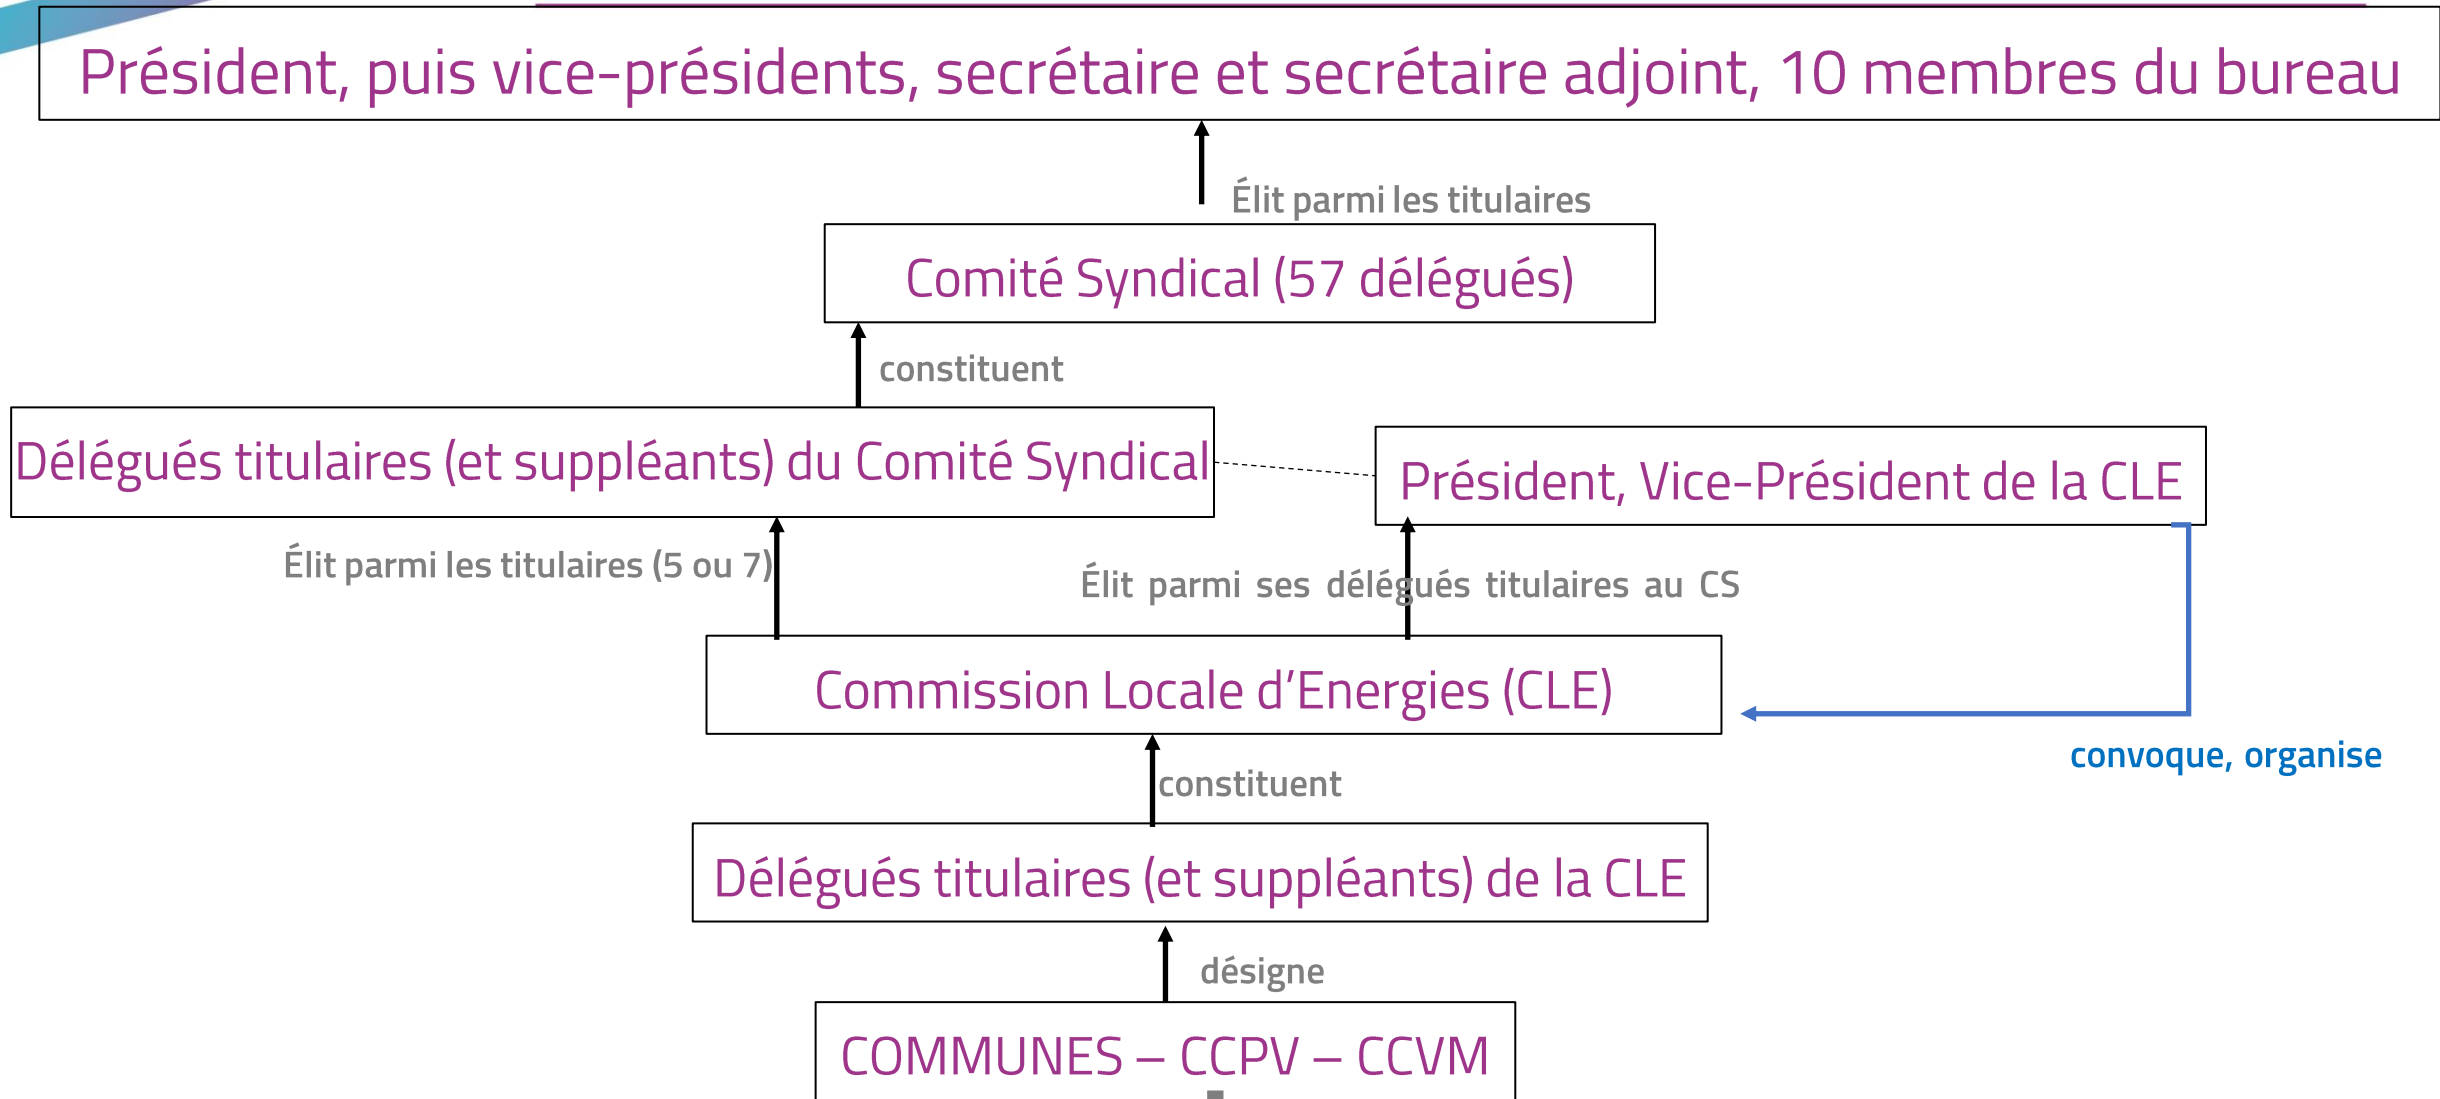 Président, puis vice-présidents, secrétaire et secrétaire adjoint, 10 membres du bureau
Élit parmi les titulaires
Comité Syndical (57 délégués)
constituent
Délégués titulaires (et suppléants) du Comité Syndical
Président, Vice-Président de la CLE
Élit parmi les titulaires (5 ou 7)
Élit parmi ses délégués titulaires au CS
Commission Locale d’Energies (CLE)
convoque, organise
constituent
Délégués titulaires (et suppléants) de la CLE
désigne
COMMUNES – CCPV – CCVM